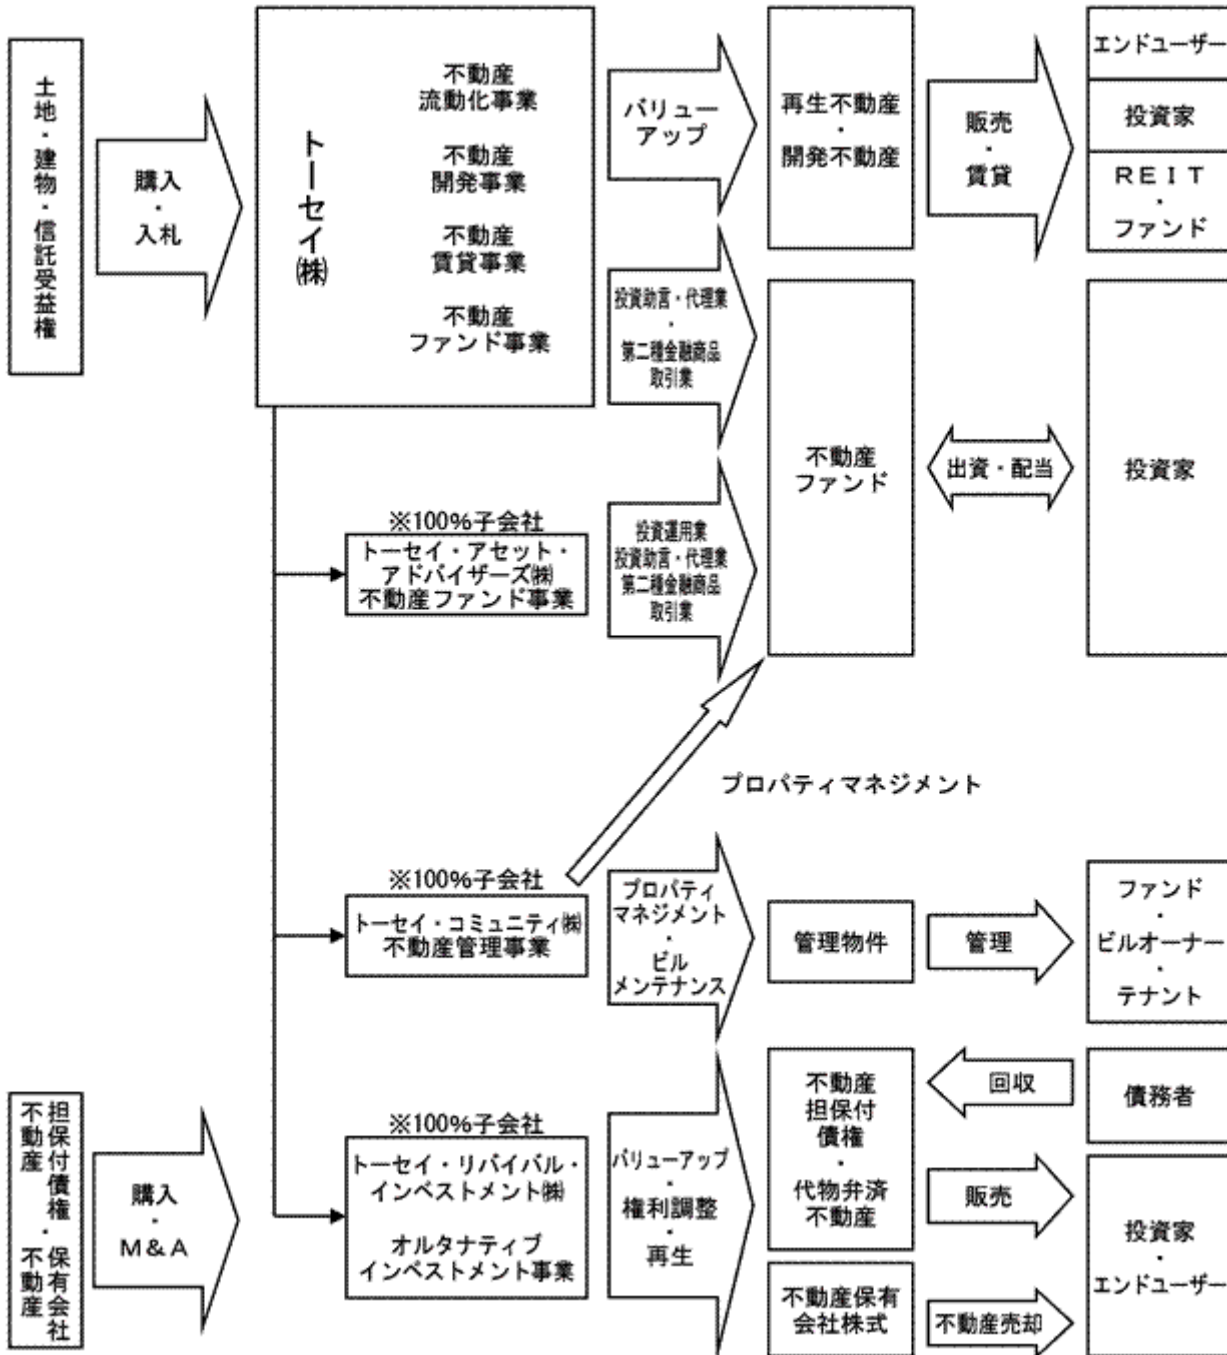 土地・建物・信託受益権
購入
・
入札
トーセイ㈱
不動産
流動化事業
不動産
開発事業
不動産
賃貸事業
不動産
ファンド事業
バリュー
アップ
再生不動産
・
開発不動産
販売
・
賃貸
エンドユーザー
投資家
ＲＥＩＴ
・
ファンド
投資助言・代理業
・
第二種金融商品
取引業
不動産
ファンド
出資・配当
投資家
※100％子会社
トーセイ・アセット・
アドバイザーズ㈱
不動産ファンド事業
投資運用業
投資助言・代理業
第二種金融商品
取引業
プロパティマネジメント
※100％子会社
トーセイ・コミュニティ㈱
不動産管理事業
プロパティ
マネジメント
・
ビル
メンテナンス
管理物件
管理
ファンド
・
ビルオーナー
・
テナント
不動産
担保付債権
・
不動産
保有会社
購入
・
Ｍ＆Ａ
※100％子会社
トーセイ・リバイバル・
インベストメント㈱
オルタナティブ
インベストメント事業
バリューアップ
・
権利調整
・
再生
不動産
担保付
債権
・
代物弁済
不動産
回収
債務者
販売
投資家
・
エンドユーザー
不動産保有
会社株式
不動産売却